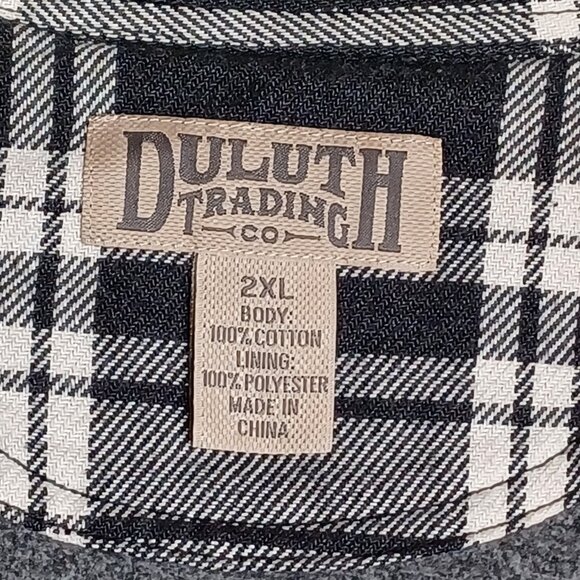 DULUTH
TRADING
CO
2XL
BODY:
100% COTTON
LINING:
100% POLYESTER
MADE IN
CHINA